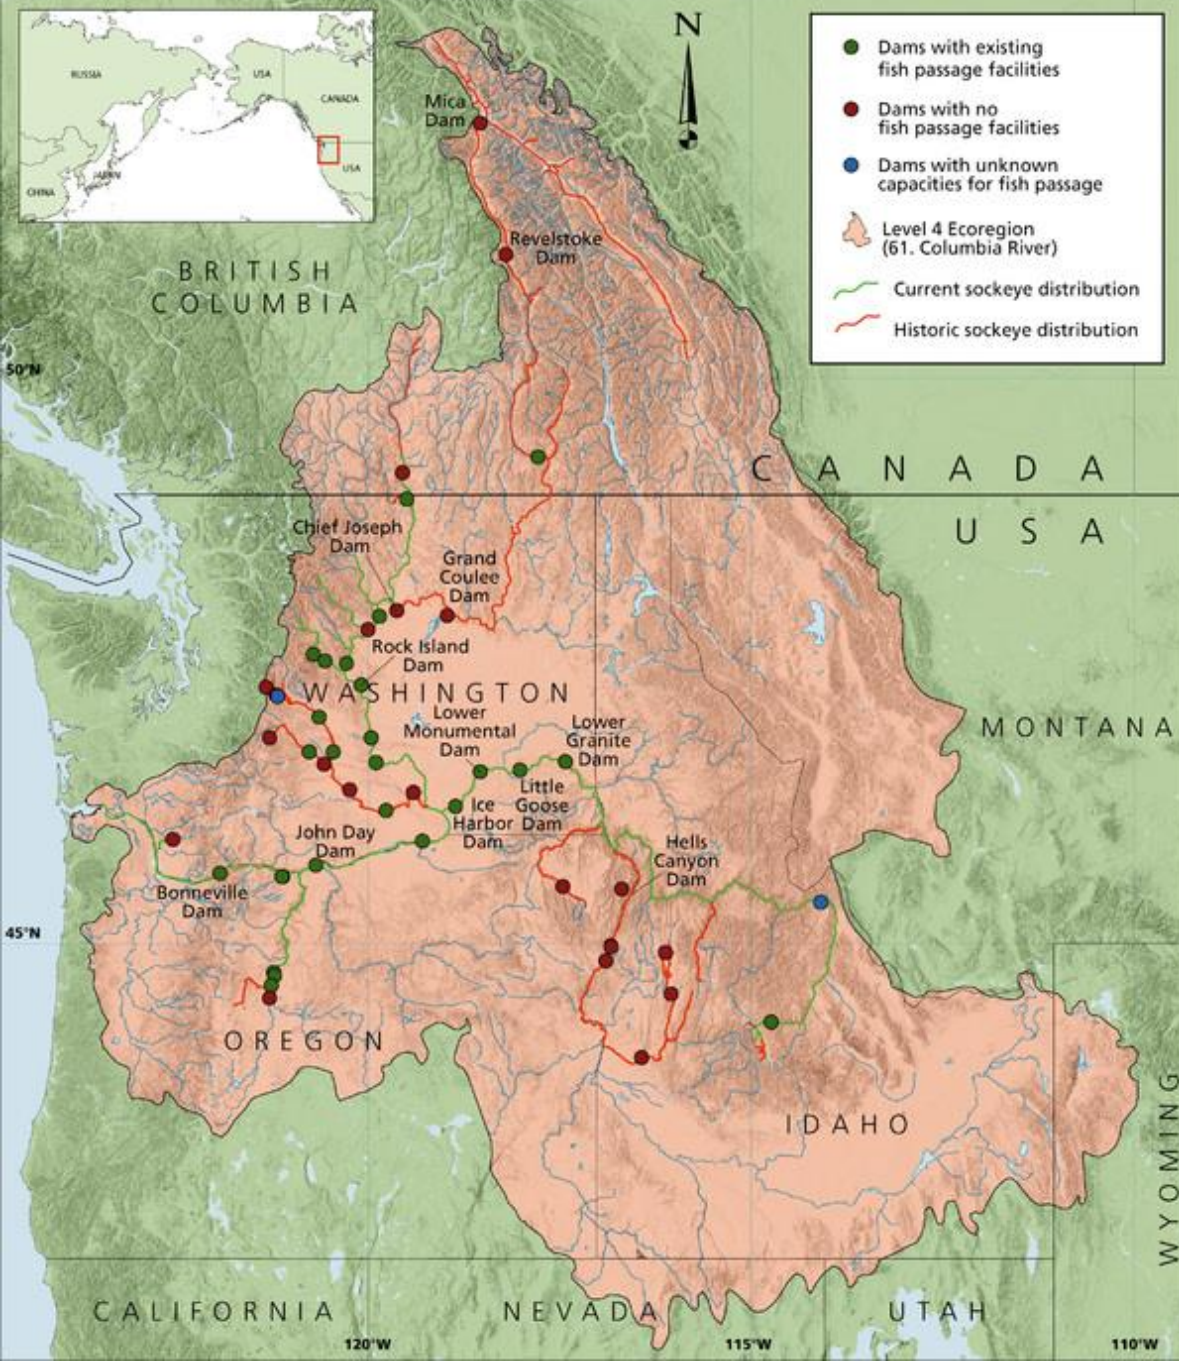 RUSSIA
USA
CANADA
JAPAN
USA
CHINA
N
Dams with existing
fish passage facilities
Dams with no
fish passage facilities
Dams with unknown
capacities for fish passage
Level 4 Ecoregion
(61. Columbia River)
Current sockeye distribution
Historic sockeye distribution
Mica
Dam
Revelstoke
Dam
BRITISH
COLUMBIA
50°N
CANADA
USA
Chief Joseph
Dam
Grand
Coulee
Dam
Rock Island
Dam
WASHINGTON
Lower
Monumental
Dam
Lower
Granite
Dam
MONTANA
Little
Goose
Dam
Ice
Harbor
Dam
John Day
Dam
Hells
Canyon
Dam
Bonneville
Dam
45°N
OREGON
IDAHO
WYOMING
CALIFORNIA
NEVADA
UTAH
120°W
115°W
110°W